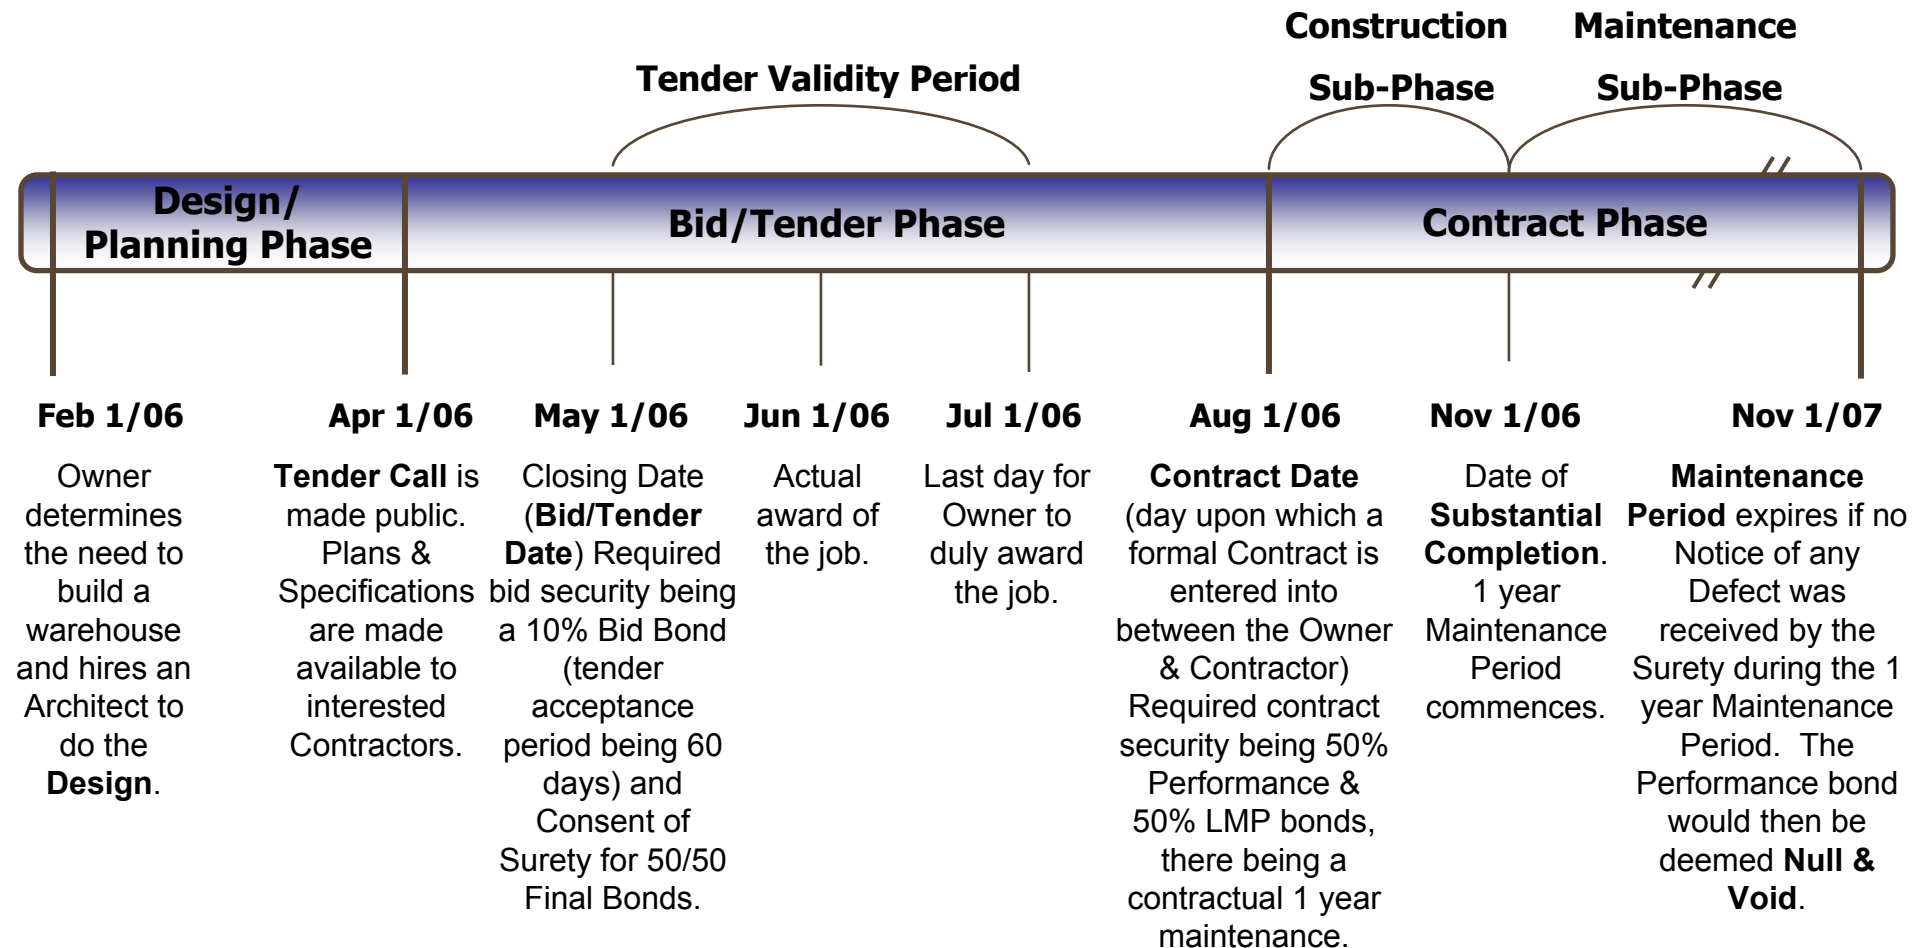 Construction
Sub-Phase
Maintenance
Sub-Phase
Tender Validity Period
Design/
Planning Phase
Bid/Tender Phase
Contract Phase
Feb 1/06
Owner
determines
the need to
build a
warehouse
and hires an
Architect to
do the
Design.
Apr 1/06
Tender Call is
made public.
Plans &
Specifications
are made
available to
interested
Contractors.
May 1/06
Closing Date
(Bid/Tender
Date) Required
bid security being
a 10% Bid Bond
(tender
acceptance
period being 60
days) and
Consent of
Surety for 50/50
Final Bonds.
Jun 1/06
Actual
award of
the job.
Jul 1/06
Last day for
Owner to
duly award
the job.
Aug 1/06
Contract Date
(day upon which a
formal Contract is
entered into
between the Owner
& Contractor)
Required contract
security being 50%
Performance &
50% LMP bonds,
there being a
contractual 1 year
maintenance.
Nov 1/06
Date of
Substantial
Completion.
1 year
Maintenance
Period
commences.
Nov 1/07
Maintenance
Period expires if no
Notice of any
Defect was
received by the
Surety during the 1
year Maintenance
Period. The
Performance bond
would then be
deemed Null &
Void.